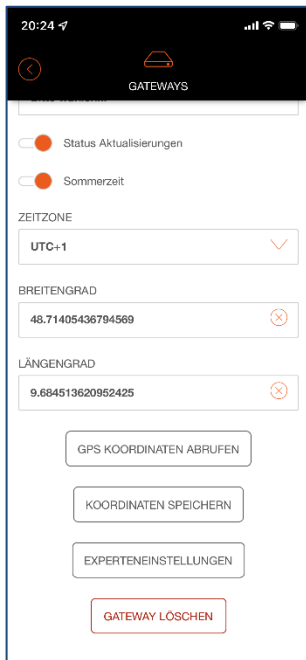 20:24
GATEWAYS
Status Aktualisierungen
Sommerzeit
ZEITZONE
UTC+1
BREITENGRAD
48.71405436794569
LÄNGENGRAD
9.684513620952425
GPS KOORDINATEN ABRUFEN
KOORDINATEN SPEICHERN
EXPERTENEINSTELLUNGEN
GATEWAY LÖSCHEN